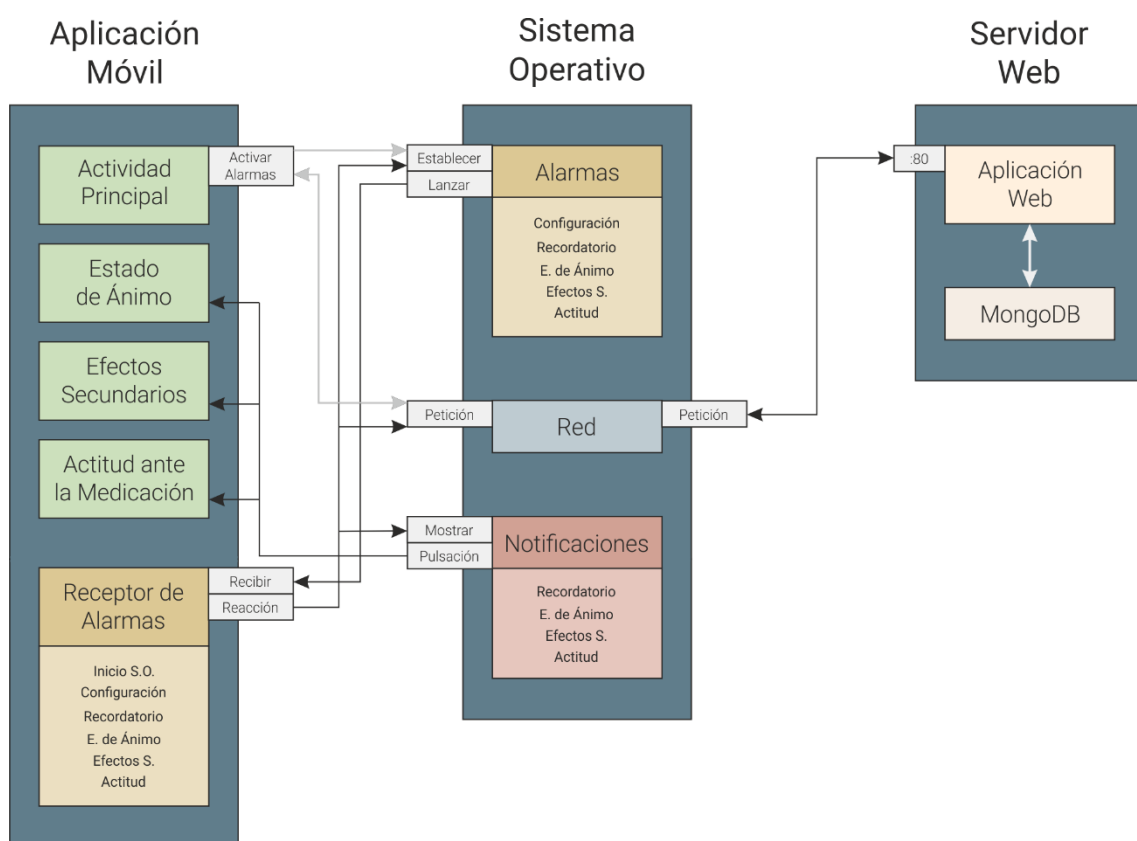 Aplicación
Móvil
Sistema
Operativo
Servidor
Web
Actividad
Principal
Activar
Alarmas
Estado
de Ánimo
Efectos
Secundarios
Actitud ante
la Medicación
Receptor de
Alarmas
Recibir
Reacción
Inicio S.O.
Configuración
Recordatorio
E. de Ánimo
Efectos S.
Actitud
Establecer
Lanzar
Alarmas
Configuración
Recordatorio
E. de Ánimo
Efectos S.
Actitud
Petición
Red
Petición
Mostrar
Pulsación
Notificaciones
Recordatorio
E. de Ánimo
Efectos S.
Actitud
:80
Aplicación
Web
MongoDB